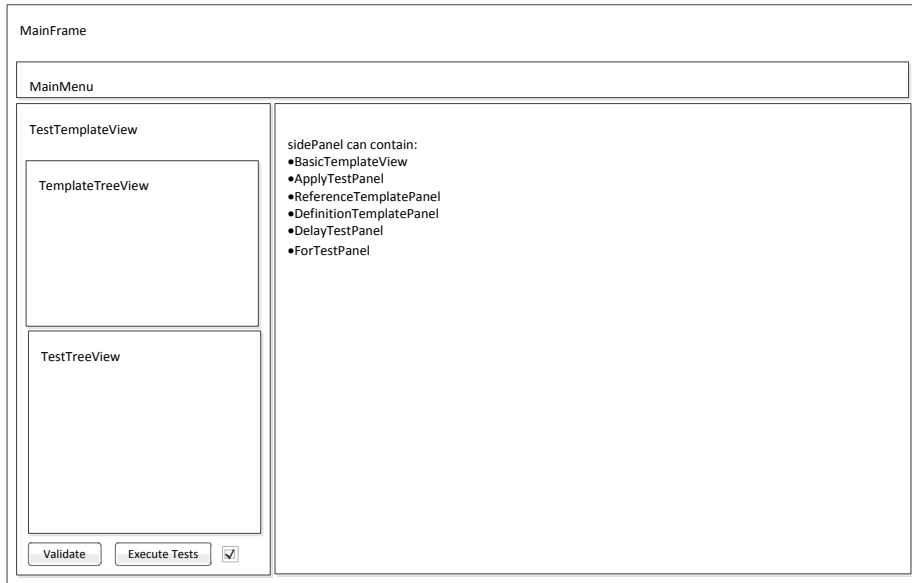 MainFrame
MainMenu
TestTemplateView
TemplateTreeView
TestTreeView
Validate
Execute Tests
sidePanel can contain:
•BasicTemplateView
•ApplyTestPanel
•ReferenceTemplatePanel
•DefinitionTemplatePanel
•DelayTestPanel
•ForTestPanel